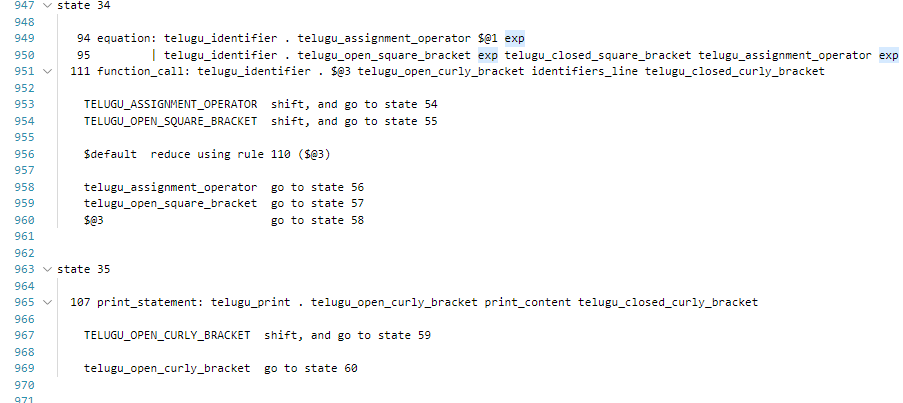 947 state 34
948
949 94 equation: telugu_identifier . telugu_assignment_operator $@1 exp
950 95 | telugu_identifier . telugu_open_square_bracket exp telugu_closed_square_bracket telugu_assignment_operator exp
951 111 function_call: telugu_identifier . $@3 telugu_open_curly_bracket identifiers_line telugu_closed_curly_bracket
952
953 TELUGU_ASSIGNMENT_OPERATOR shift, and go to state 54
954 TELUGU_OPEN_SQUARE_BRACKET shift, and go to state 55
955
956 $default reduce using rule 110 ($@3)
957
958 telugu_assignment_operator go to state 56
959 telugu_open_square_bracket go to state 57
960 $@3 go to state 58
961
962
963 state 35
964
965 107 print_statement: telugu_print . telugu_open_curly_bracket print_content telugu_closed_curly_bracket
966
967 TELUGU_OPEN_CURLY_BRACKET shift, and go to state 59
968
969 telugu_open_curly_bracket go to state 60
970
971